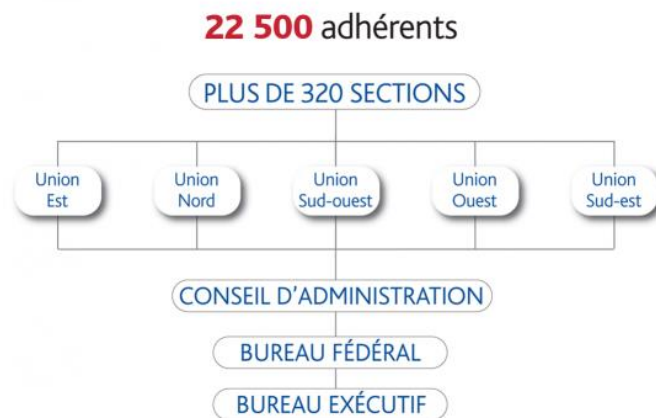 22 500 adhérents
PLUS DE 320 SECTIONS
Union
Est
Union
Nord
Union
Sud-ouest
Union
Ouest
Union
Sud-est
CONSEIL D'ADMINISTRATION
BUREAU FÉDÉRAL
BUREAU EXÉCUTIF